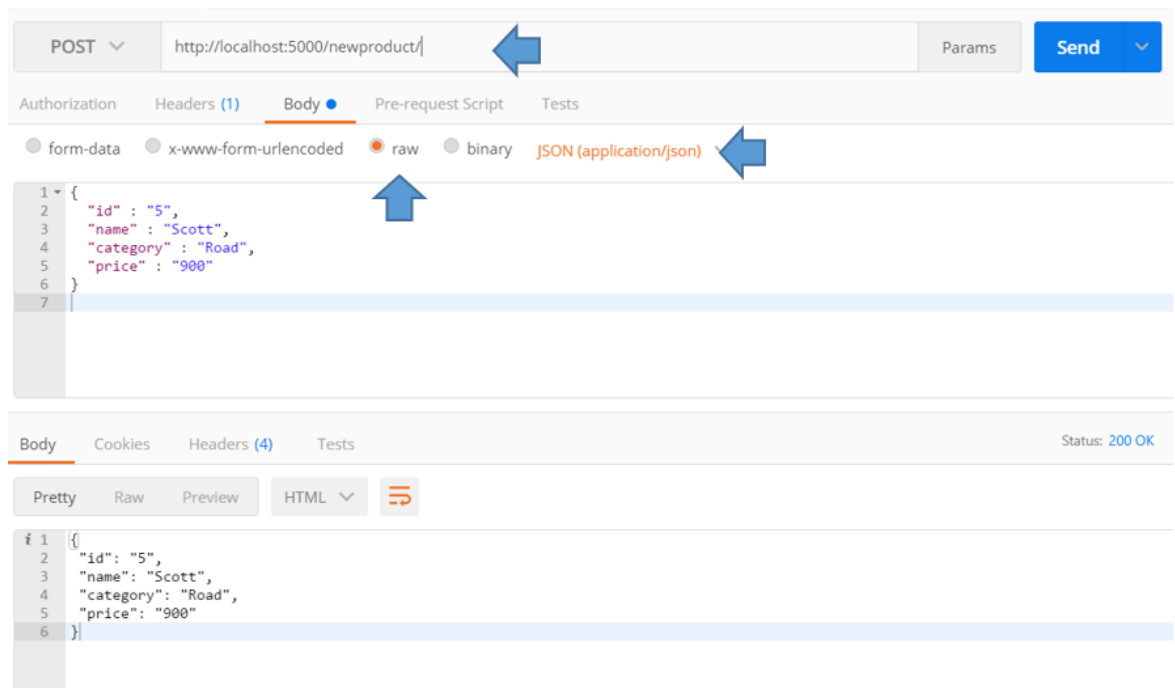 POST http://localhost:5000/newproduct/ Params Send
Authorization Headers (1) Body Pre-request Script Tests
form-data x-www-form-urlencoded raw binary JSON (application/json)
1 {
2 "id" : "5",
3 "name" : "Scott",
4 "category" : "Road",
5 "price" : "900"
6 }
7
Body Cookies Headers (4) Tests Status: 200 OK
Pretty Raw Preview HTML
i 1 {
2 "id": "5",
3 "name": "Scott",
4 "category": "Road",
5 "price": "900"
6 }